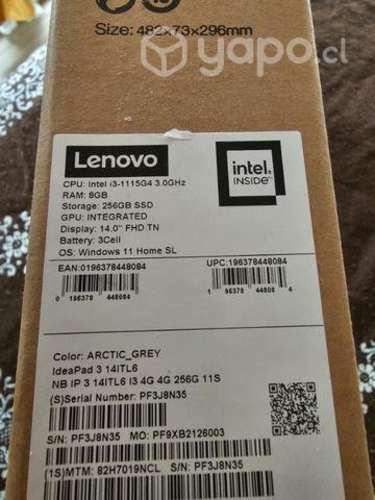 Size: 482x73x296mm
yapo.cl
Lenovo
intel.
INSIDE™
CPU: Intel i3-1115G4 3.0GHz
RAM: 8GB
Storage: 256GB SSD
GPU: INTEGRATED
Display: 14.0" FHD TN
Battery: 3Cell
OS: Windows 11 Home SL
EAN:0196378448084
UPC:196378448084
0 196378 448084
1 96378 44808 4
Color: ARCTIC_GREY
IdeaPad 3 14ITL6
NB IP 3 14ITL6 I3 4G 4G 256G 11S
(S)Serial Number: PF3J8N35
S/N: PF3J8N35 MO: PF9XB2126003
(1S)MTM: 82H7019NCL S/N: PF3J8N35